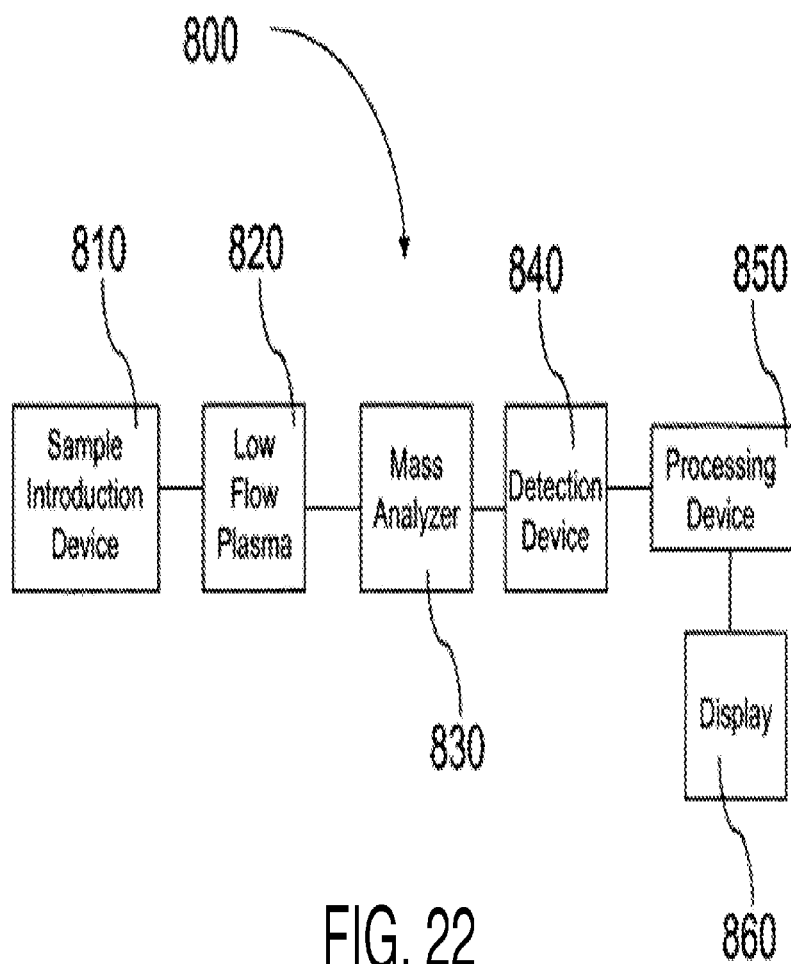 800
810
820
840
850
Sample
Introduction
Device
Low
Flow
Plasma
Mass
Analyzer
Detection
Device
Processing
Device
830
Display
860
FIG. 22